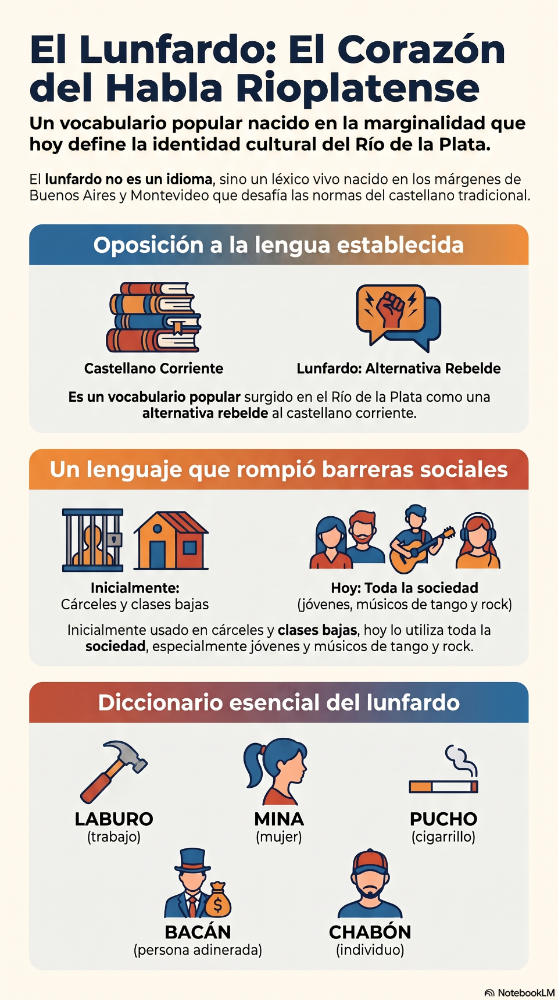 El Lunfardo: El Corazón
del Habla Rioplatense
Un vocabulario popular nacido en la marginalidad que
hoy define la identidad cultural del Río de la Plata.
El lunfardo no es un idioma, sino un léxico vivo nacido en los márgenes de
Buenos Aires y Montevideo que desafía las normas del castellano tradicional.
Oposición a la lengua establecida
Castellano Corriente
Lunfardo: Alternativa Rebelde
Es un vocabulario popular surgido en el Río de la Plata como una
alternativa rebelde al castellano corriente.
Un lenguaje que rompió barreras sociales
Inicialmente:
Cárceles y clases bajas
Hoy: Toda la sociedad
(jóvenes, músicos de tango y rock)
Inicialmente usado en cárceles y clases bajas, hoy lo utiliza toda la
sociedad, especialmente jóvenes y músicos de tango y rock.
Diccionario esencial del lunfardo
LABURO
(trabajo)
MINA
(mujer)
PUCHO
(cigarrillo)
$
BACÁN
(persona adinerada)
CHABÓN
(individuo)
NotebookLM